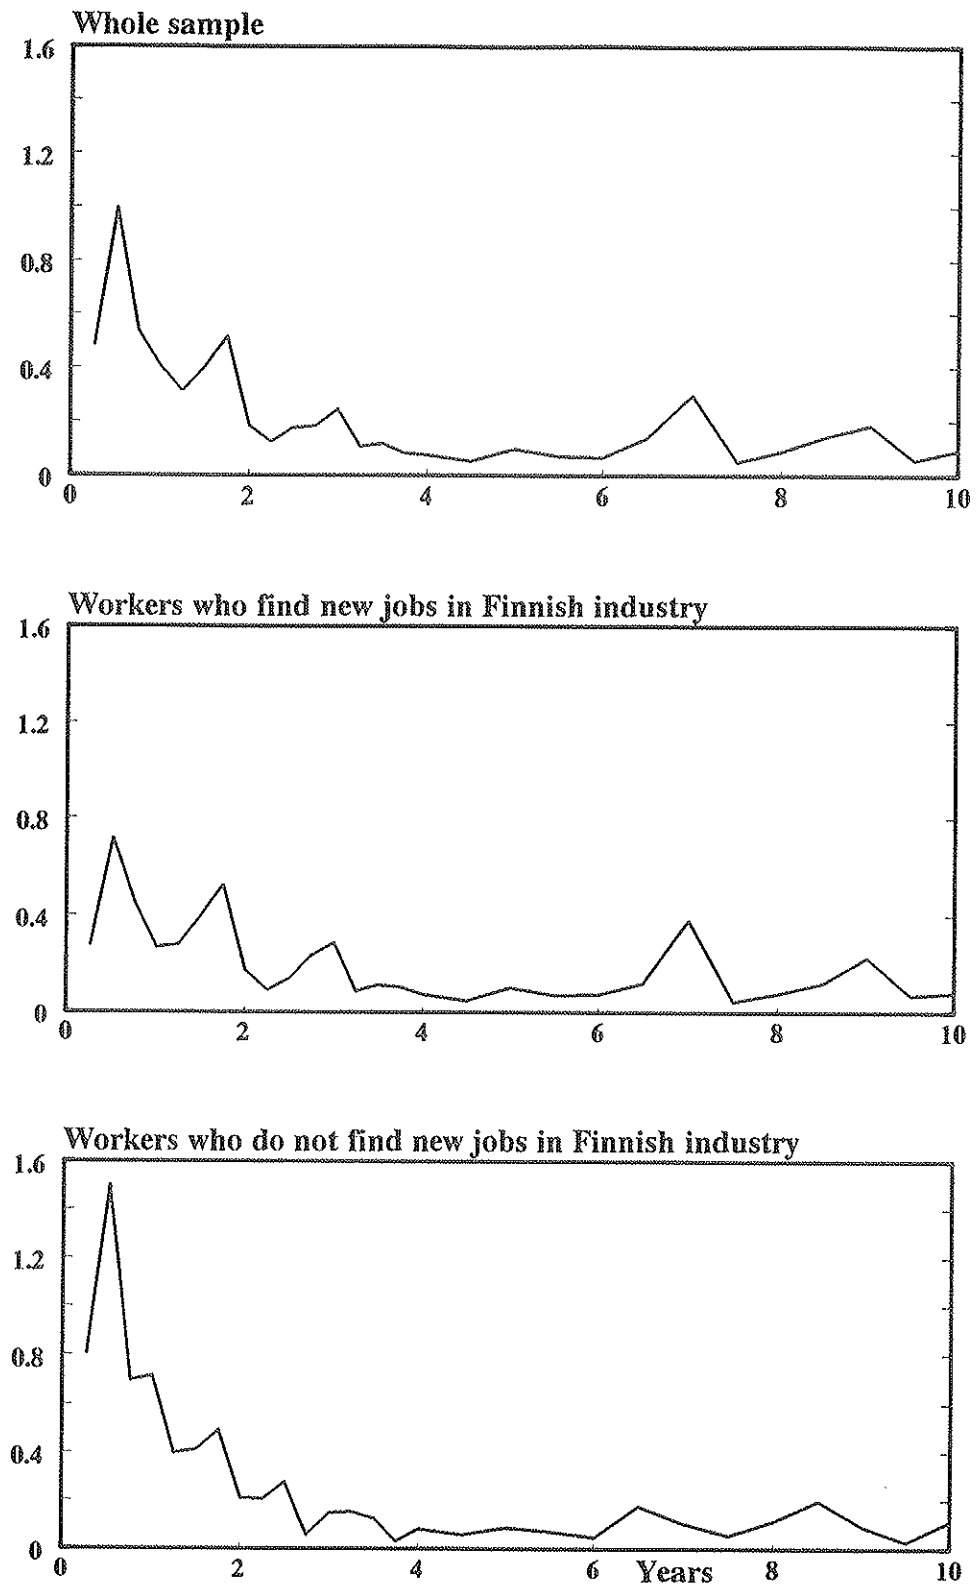 Whole sample
1.6
1.2
0.8
0.4
0
0 2 4 6 8 10
Workers who find new jobs in Finnish industry
1.6
1.2
0.8
0.4
0
0 2 4 6 8 10
Workers who do not find new jobs in Finnish industry
1.6
1.2
0.8
0.4
0
0 2 4 6 Years 8 10